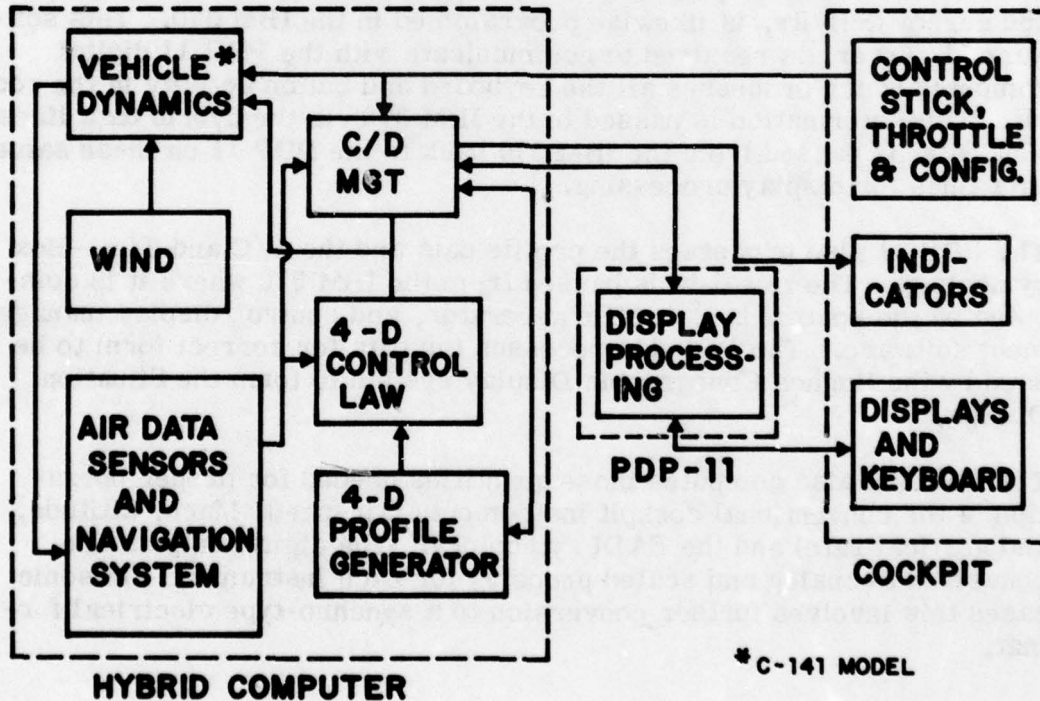 VEHICLE*
DYNAMICS
C/D
MGT
CONTROL
STICK,
THROTTLE
& CONFIG.
WIND
INDI-
CATORS
4-D
CONTROL
LAW
DISPLAY
PROCESS-
ING
AIR DATA
SENSORS
AND
NAVIGATION
SYSTEM
4-D
PROFILE
GENERATOR
DISPLAYS
AND
KEYBOARD
PDP-11
COCKPIT
*C-141 MODEL
HYBRID COMPUTER